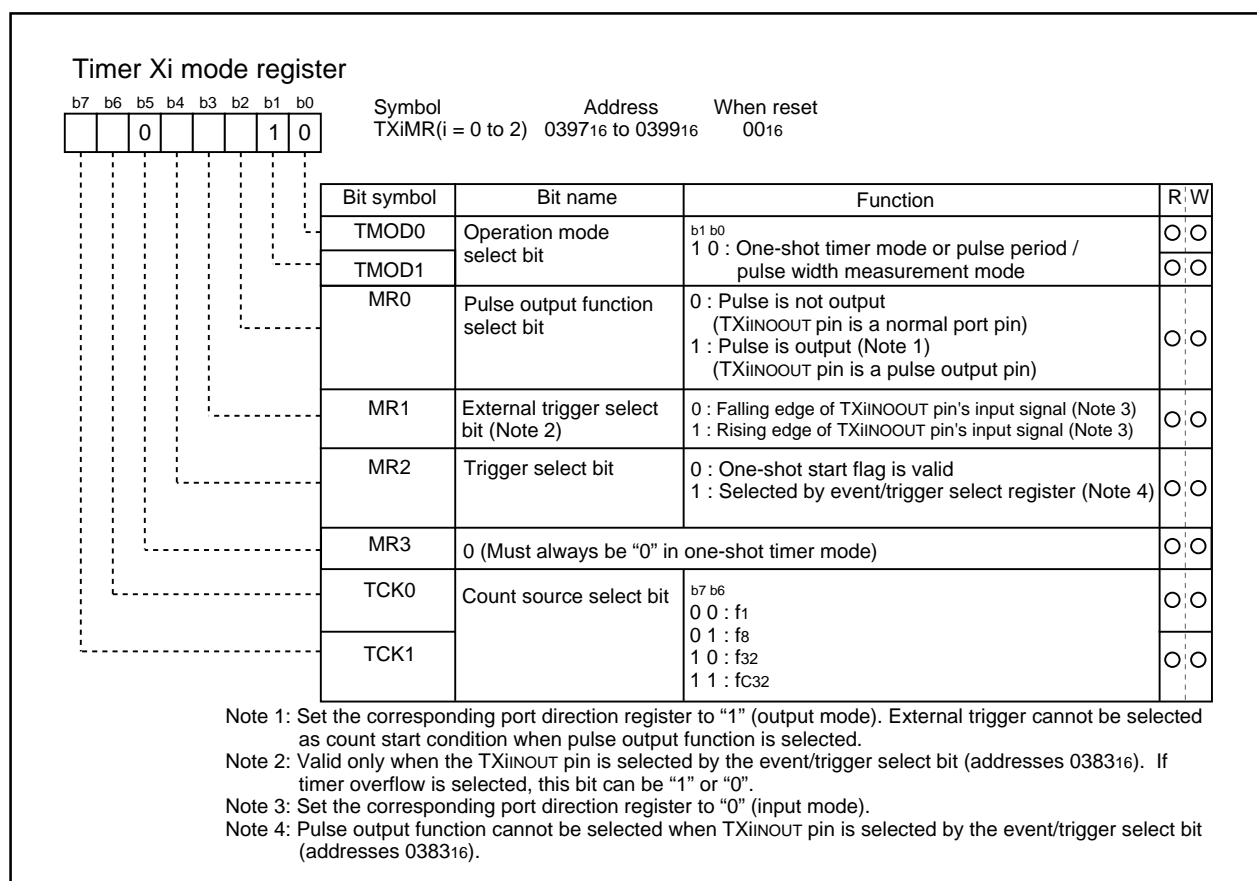 Timer Xi mode register
b7 b6 b5 b4 b3 b2 b1 b0
0 1 0
Symbol Address When reset
TXiMR(i = 0 to 2) 039716 to 039916 0016
Bit symbol Bit name Function R W
TMOD0 Operation mode select bit b1 b0
1 0 : One-shot timer mode or pulse period /
pulse width measurement mode
TMOD1
MR0 Pulse output function select bit 0 : Pulse is not output
(TXiINOOUT pin is a normal port pin)
1 : Pulse is output (Note 1)
(TXiINOOUT pin is a pulse output pin)
MR1 External trigger select bit (Note 2) 0 : Falling edge of TXiINOOUT pin's input signal (Note 3)
1 : Rising edge of TXiINOOUT pin's input signal (Note 3)
MR2 Trigger select bit 0 : One-shot start flag is valid
1 : Selected by event/trigger select register (Note 4)
MR3 0 (Must always be “0” in one-shot timer mode)
TCK0 Count source select bit b7 b6
0 0 : f1
0 1 : f8
TCK1 1 0 : f32
1 1 : fC32
Note 1: Set the corresponding port direction register to “1” (output mode). External trigger cannot be selected
as count start condition when pulse output function is selected.
Note 2: Valid only when the TXiINOUT pin is selected by the event/trigger select bit (addresses 038316). If
timer overflow is selected, this bit can be “1” or “0”.
Note 3: Set the corresponding port direction register to “0” (input mode).
Note 4: Pulse output function cannot be selected when TXiINOUT pin is selected by the event/trigger select bit
(addresses 038316).